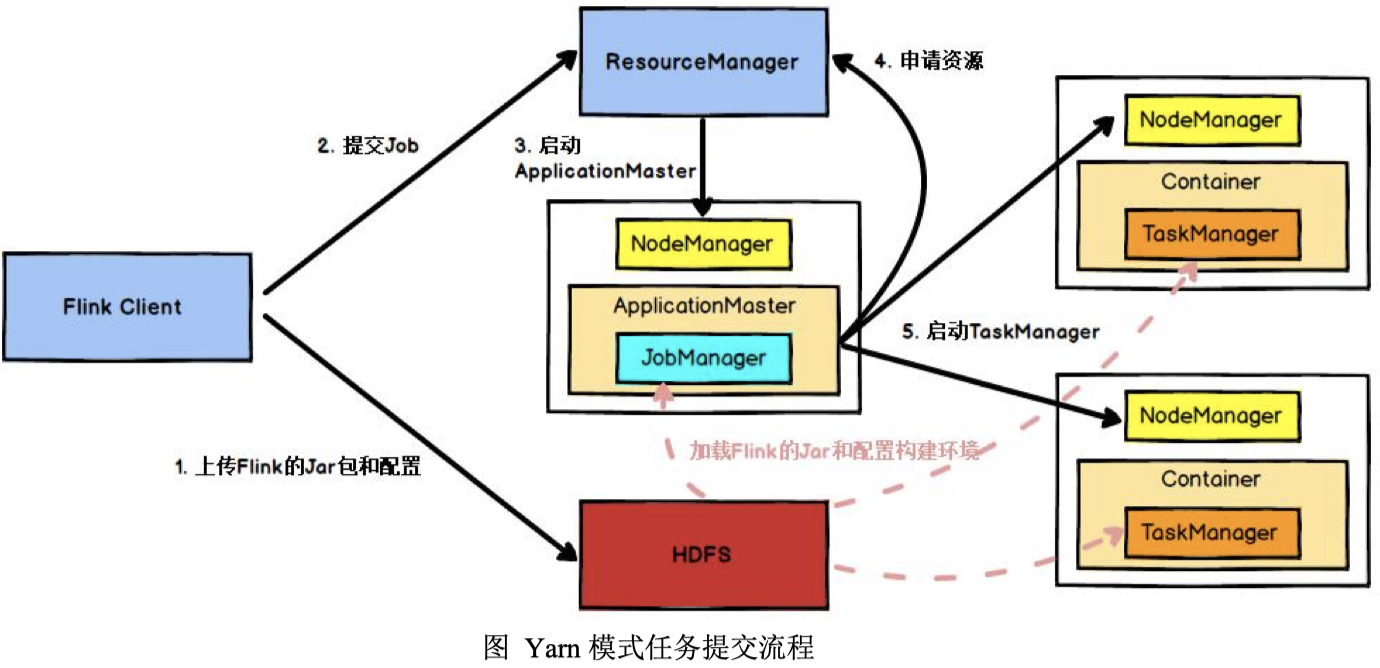 ResourceManager
4. 申请资源
NodeManager
2. 提交Job
3. 启动
ApplicationMaster
Container
TaskManager
NodeManager
Flink Client
ApplicationMaster
JobManager
5. 启动TaskManager
NodeManager
加载Flink的Jar和配置构建环境
1. 上传Flink的Jar包和配置
Container
TaskManager
HDFS
图 Yarn 模式任务提交流程